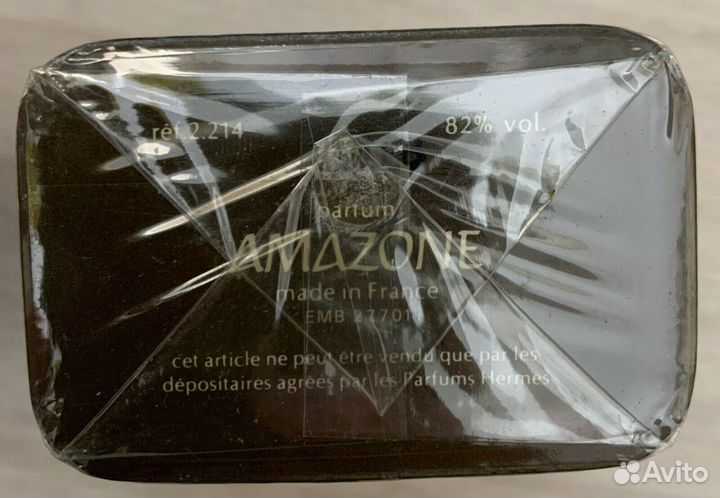 réf.2.214
82% vol.
parfum
AMAZONE
made in France
EMB 27701
cet article ne peut être vendu que par les
dépositaires agréés par les Parfums Hermès
Avito